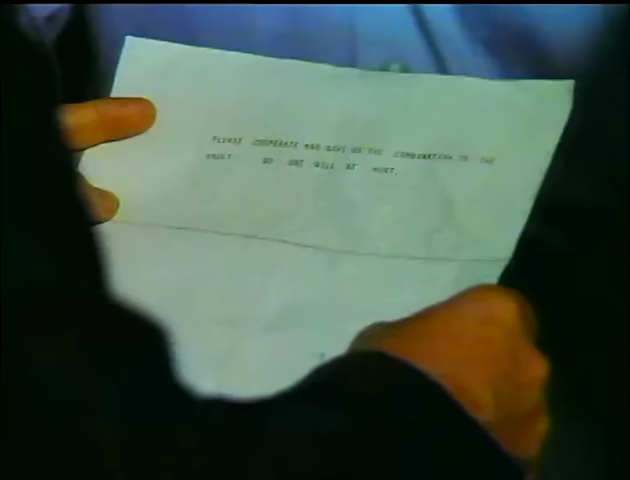 PLEASE COOPERATE AND GIVE US THE COMBINATION TO THE
VAULT NO ONE WILL BE HURT.